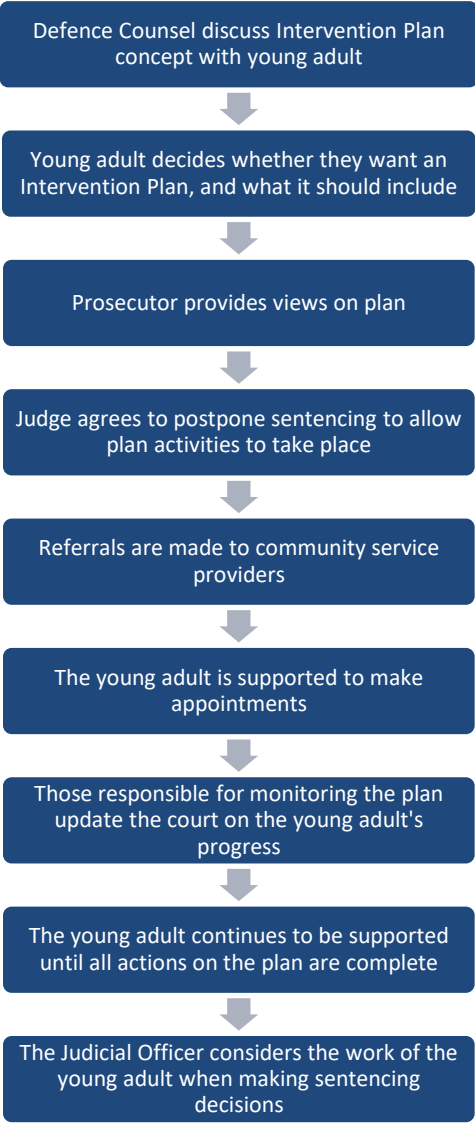 Defence Counsel discuss Intervention Plan
concept with young adult
Young adult decides whether they want an
Intervention Plan, and what it should include
Prosecutor provides views on plan
Judge agrees to postpone sentencing to allow
plan activities to take place
Referrals are made to community service
providers
The young adult is supported to make
appointments
Those responsible for monitoring the plan
update the court on the young adult's
progress
The young adult continues to be supported
until all actions on the plan are complete
The Judicial Officer considers the work of the
young adult when making sentencing
decisions